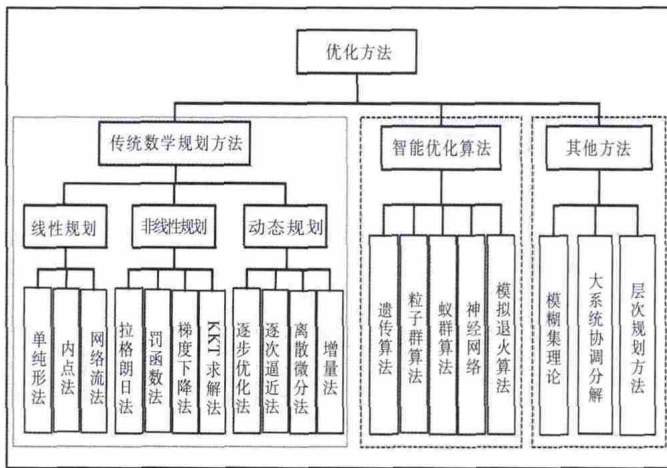 优化方法
传统数学规划方法
智能优化算法
其他方法
线性规划
非线性规划
动态规划
单纯形法
内点法
网络流法
拉格朗日法
罚函数法
梯度下降法
KKT求解法
逐步优化法
逐次逼近法
离散微分法
增量法
遗传算法
粒子群算法
蚁群算法
神经网络
模拟退火算法
模糊集理论
大系统协调分解
层次规划方法